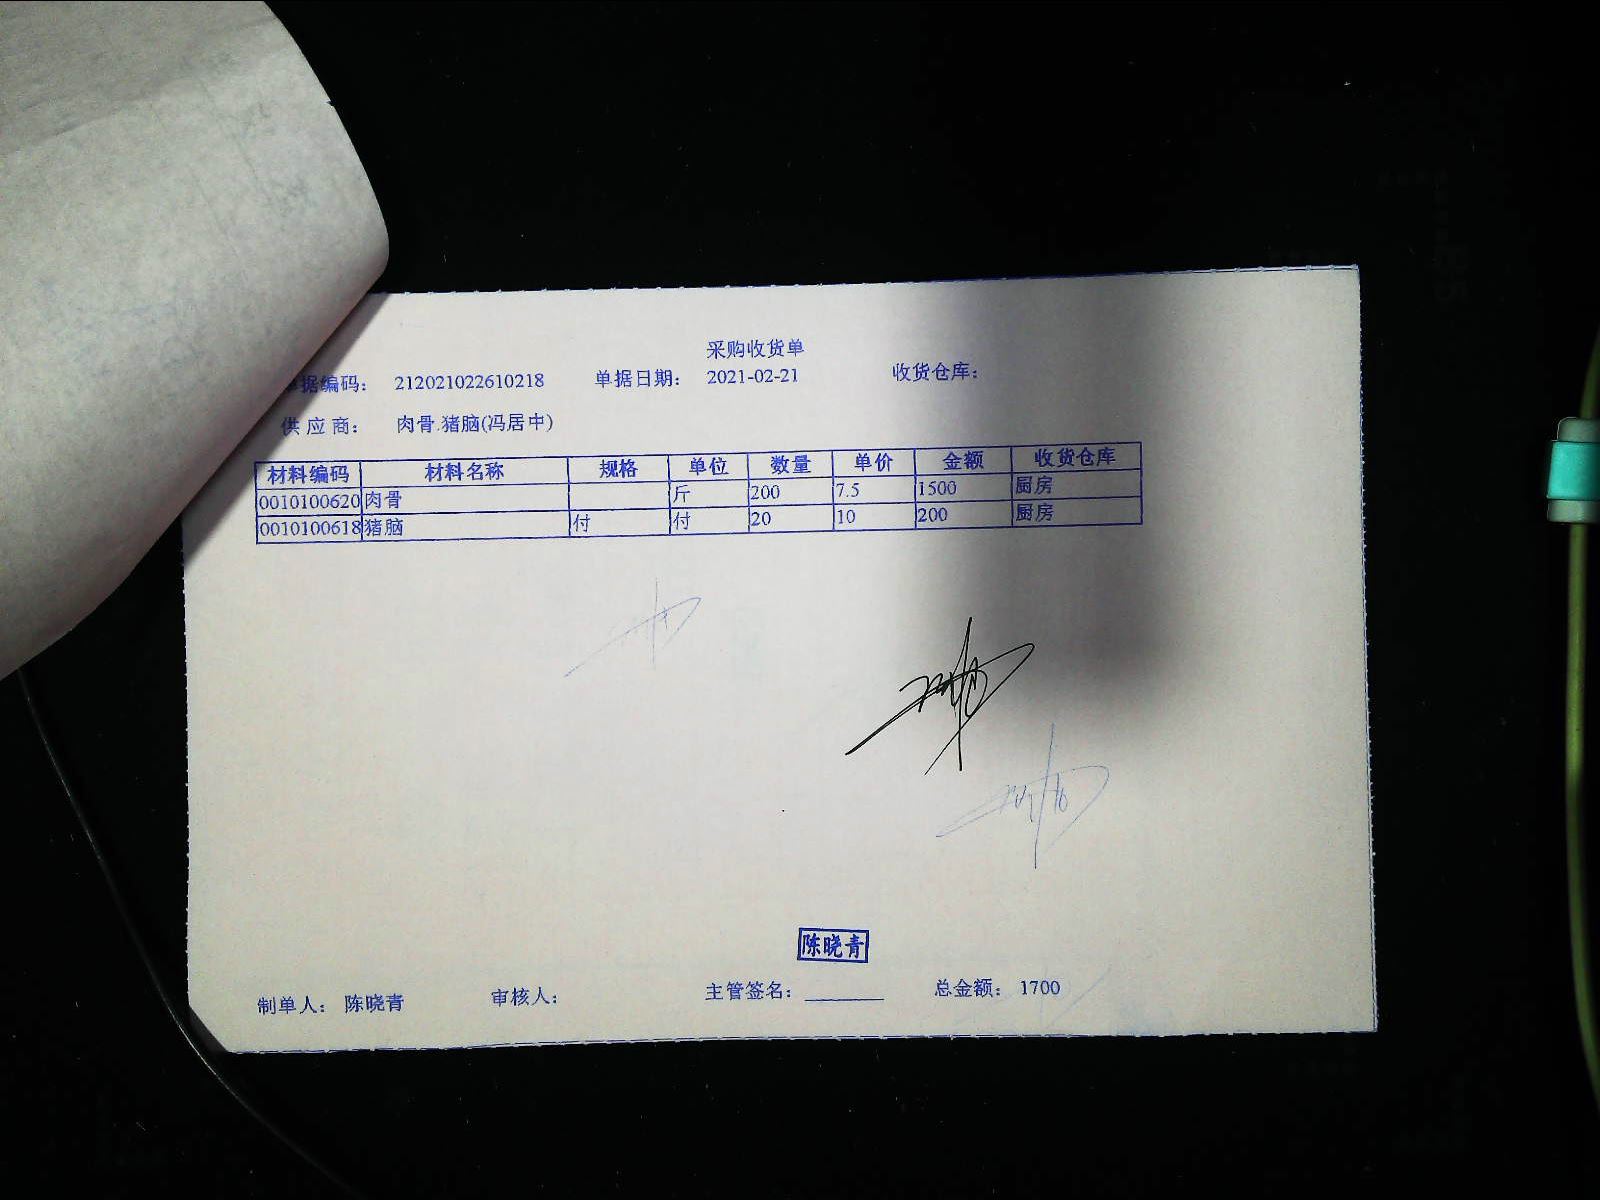 采购收货单
单据编码： 212021022610218 单据日期： 2021-02-21 收货仓库：
供应商： 肉骨.猪脑(冯居中)
材料编码 材料名称 规格 单位 数量 单价 金额 收货仓库
0010100620 肉骨 斤 200 7.5 1500 厨房
0010100618 猪脑 付 付 20 10 200 厨房
陈晓青
制单人： 陈晓青 审核人： 主管签名： ________ 总金额： 1700